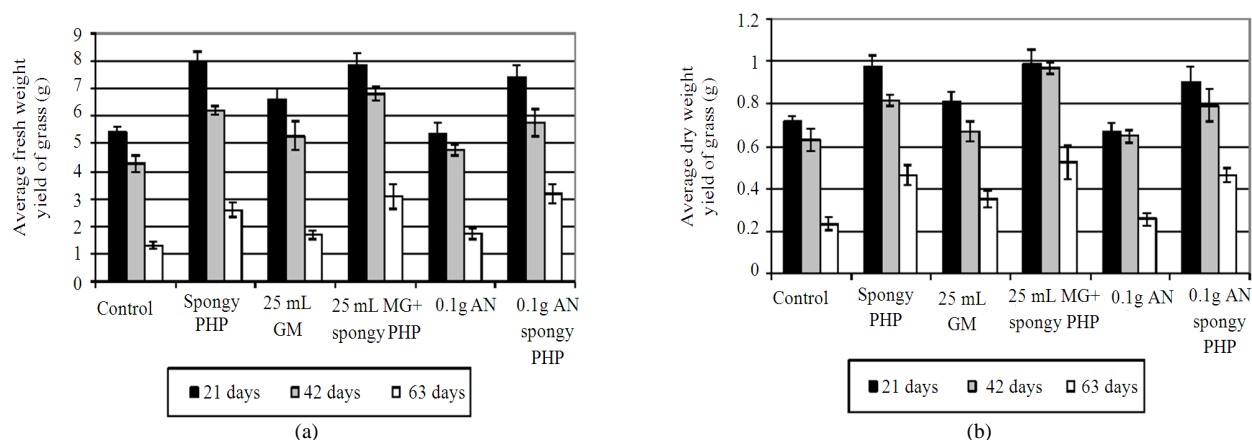 Average fresh weight
yield of grass (g)
9
8
7
6
5
4
3
2
1
0
Control
Spongy
PHP
25 mL
GM
25 mL MG+
spongy PHP
0.1g AN
0.1g AN
spongy
PHP
21 days
42 days
63 days
(a)
Average dry weight
yield of grass (g)
1.2
1
0.8
0.6
0.4
0.2
0
Control
Spongy
PHP
25 mL
GM
25 mL MG+
spongy PHP
0.1g AN
0.1g AN
spongy
PHP
21 days
42 days
63 days
(b)